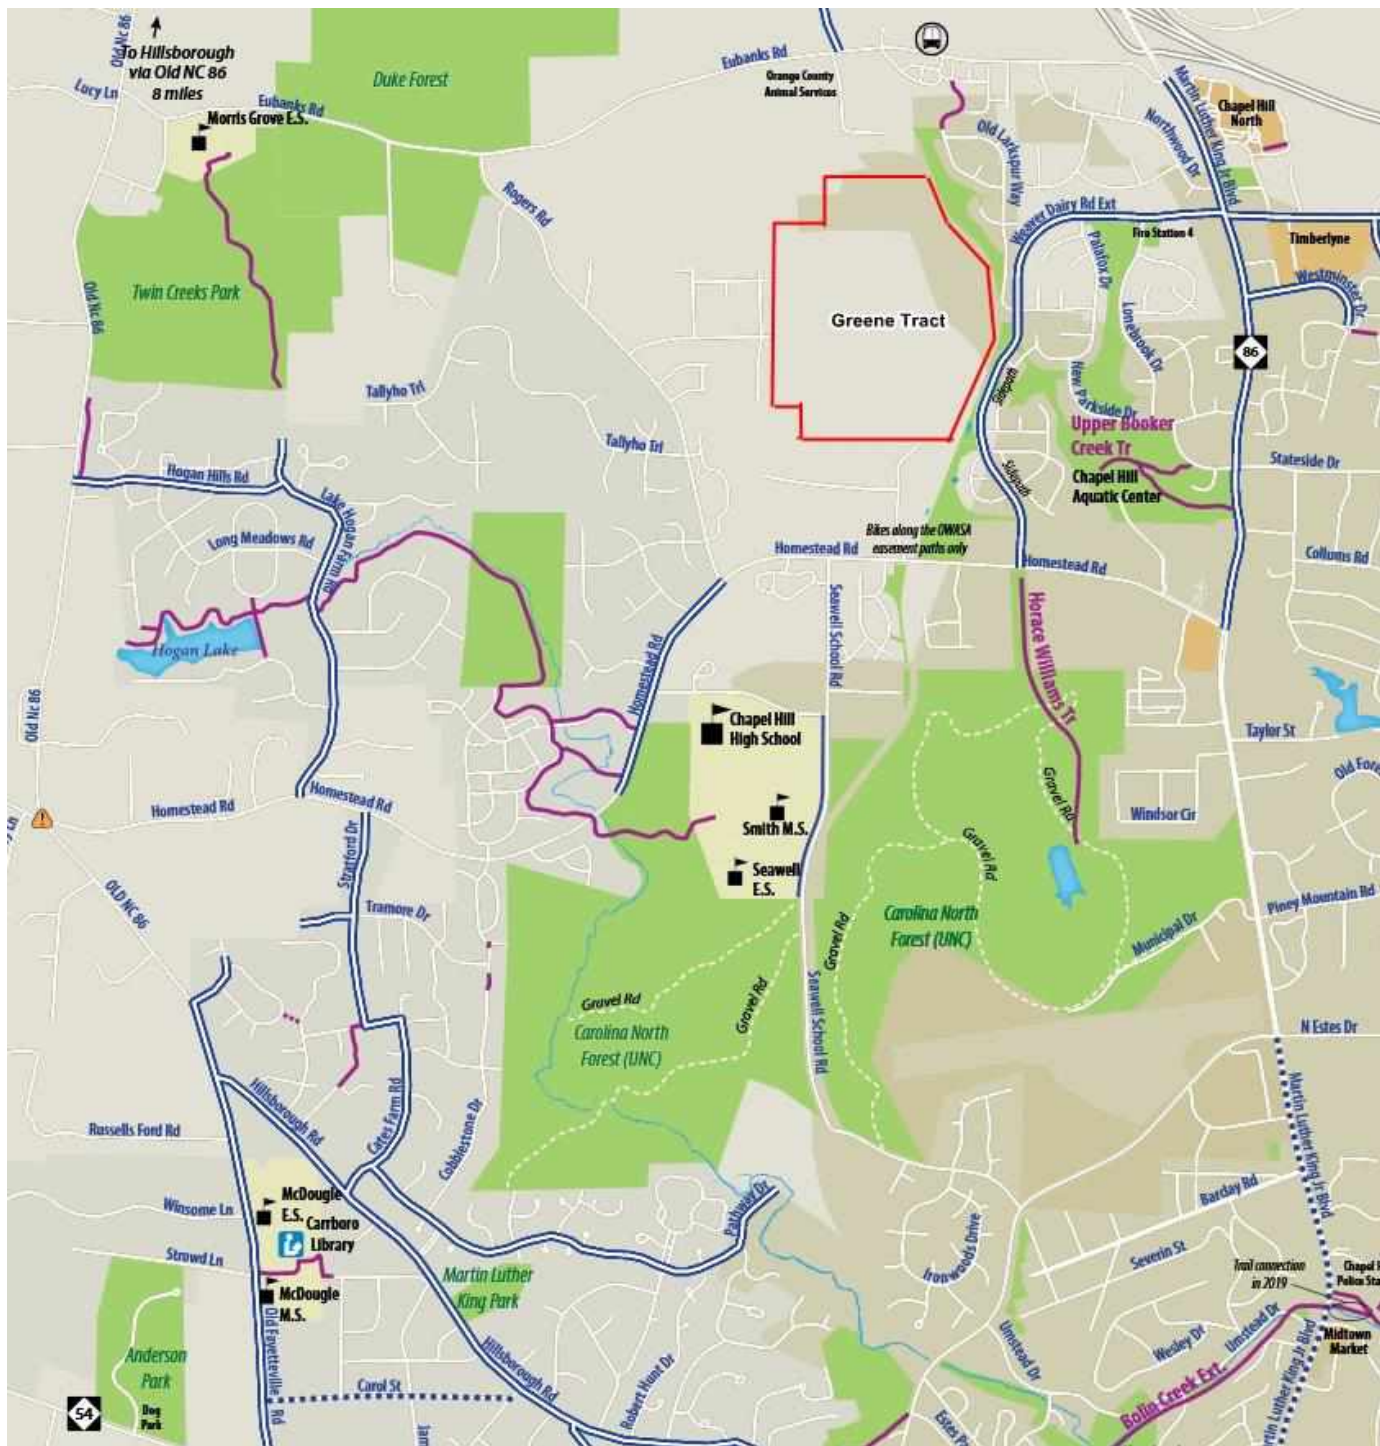 Old Nc 86
To Hillsborough
via Old NC 86
8 miles
Lucy Ln
Eubanks Rd
Morris Grove E.S.
Duke Forest
Eubanks Rd
Orange County
Animal Services
Martin Luther King Jr Blvd
Chapel Hill
North
Northwood Dr
Old Larkspur
Way
Rogers Rd
Weaver Dairy Rd Ext
Fire Station 4
Timberlyne
Palafox Dr
Westminster Dr
Twin Creeks Park
Old Nc 86
Greene Tract
Lonebrook Dr
86
Sidepath
New Parkside Dr
Tallyho Trl
Tallyho Trl
Upper Booker
Creek Tr
Stateside Dr
Hogan Hills Rd
Sidepath
Chapel Hill
Aquatic Center
Lake Hogan Farm Rd
Long Meadows Rd
Bikes along the OWASA
easement paths only
Homestead Rd
Homestead Rd
Collums Rd
Seawell School Rd
Horace Williams Tr
Hogan Lake
Homestead Rd
Old Nc 86
Chapel Hill
High School
Taylor St
Old Fore
Gravel Rd
Homestead Rd
Homestead Rd
Windsor Cir
y Ln
Smith M.S.
Stratford Dr
Gravel Rd
Seawell
E.S.
OLD NC 86
Tramore Dr
Carolina North
Forest (UNC)
Piney Mountain Rd
Municipal Dr
Gravel Rd
Gravel Rd
Gravel Rd
Seawell School Rd
Carolina North
Forest (UNC)
N Estes Dr
Hillsborough Rd
Cates Farm Rd
Cobblestone Dr
Martin Luther King Jr Blvd
Russells Ford Rd
Barclay Rd
McDougle
E.S.
Winsome Ln
Carrboro
Library
Pathway Dr
Ironwoods Drive
Severin St
Strowd Ln
Martin Luther
King Park
Trail connection
in 2019
Chapel H
Police Sta
McDougle
M.S.
Old Fayetteville
Rd
Umstead Dr
Wesley Dr
Umstead Dr
Midtown
Market
Anderson
Park
Hillsborough Rd
Robert Hunt Dr
Carol St
Bolin Creek Ext.
rtin Luther King Jr Blvd
54
Dog
Park
Jam
Estes P